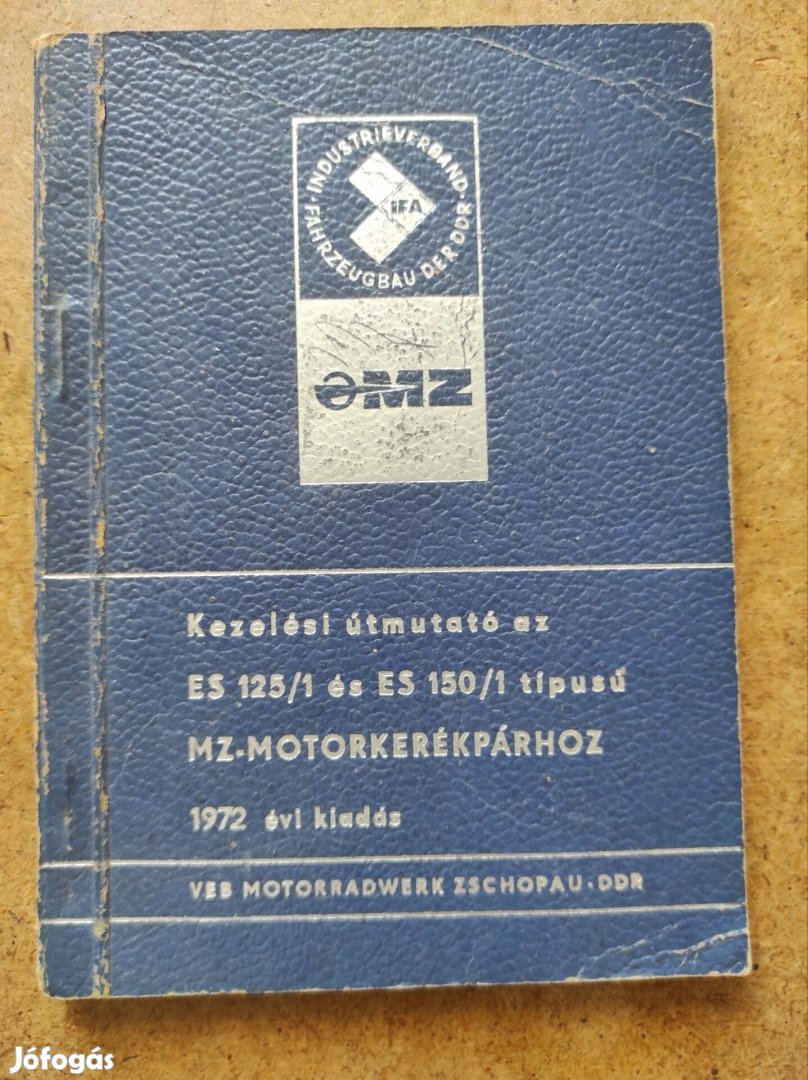 · INDUSTRIEVERBAND ·
FAHRZEUGBAU DER DDR
IFA
MZ
Kezelési útmutató az
ES 125/1 és ES 150/1 típusú
MZ-MOTORKERÉKPÁRHOZ
1972 évi kiadás
VEB MOTORRADWERK ZSCHOPAU · DDR
Jófogás